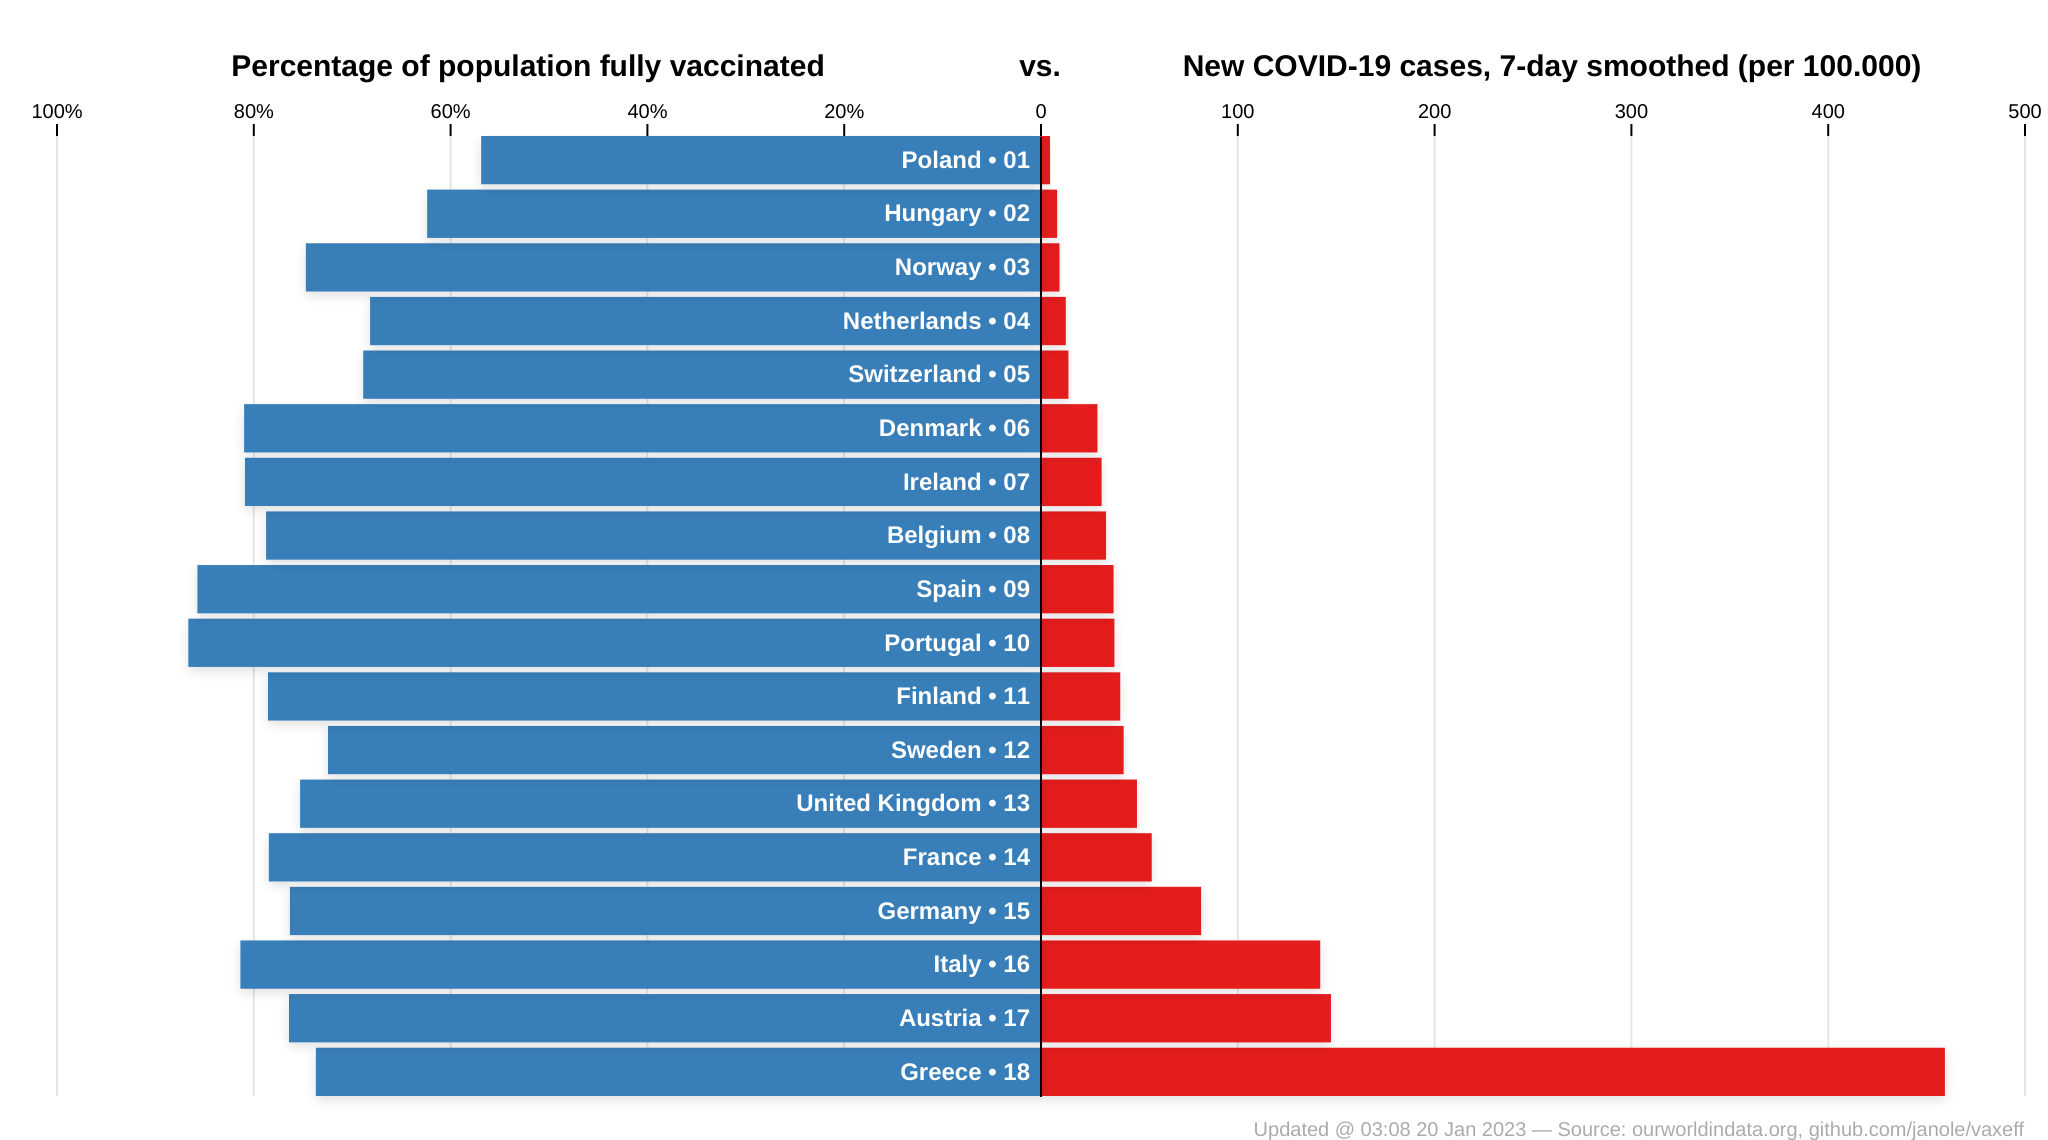 Percentage of population fully vaccinated vs. New COVID-19 cases, 7-day smoothed (per 100.000)
100% 80% 60% 40% 20% 0 100 200 300 400 500
Poland • 01
Hungary • 02
Norway • 03
Netherlands • 04
Switzerland • 05
Denmark • 06
Ireland • 07
Belgium • 08
Spain • 09
Portugal • 10
Finland • 11
Sweden • 12
United Kingdom • 13
France • 14
Germany • 15
Italy • 16
Austria • 17
Greece • 18
Updated @ 03:08 20 Jan 2023 — Source: ourworldindata.org, github.com/janole/vaxeff